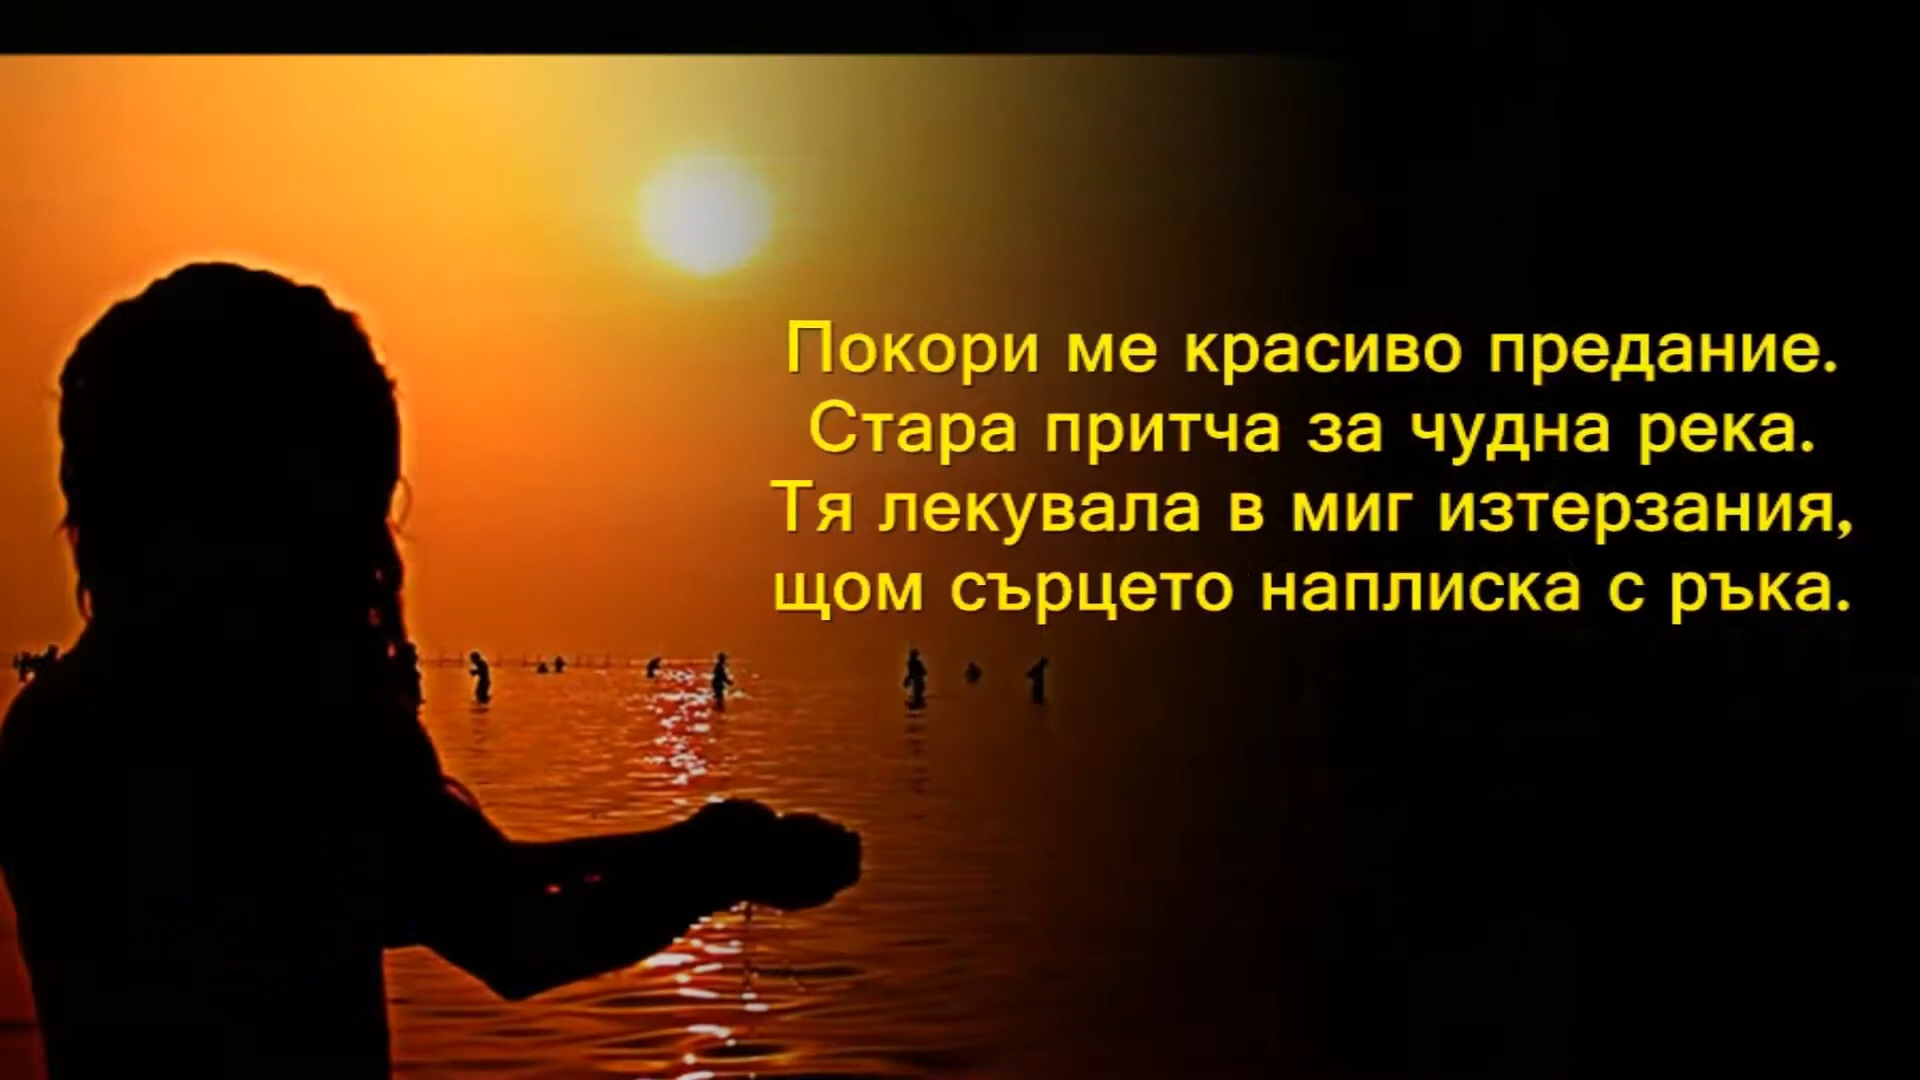 Покори ме красиво предание.
Стара притча за чудна река.
Тя лекувала в миг изтерзания,
щом сърцето наплиска с ръка.